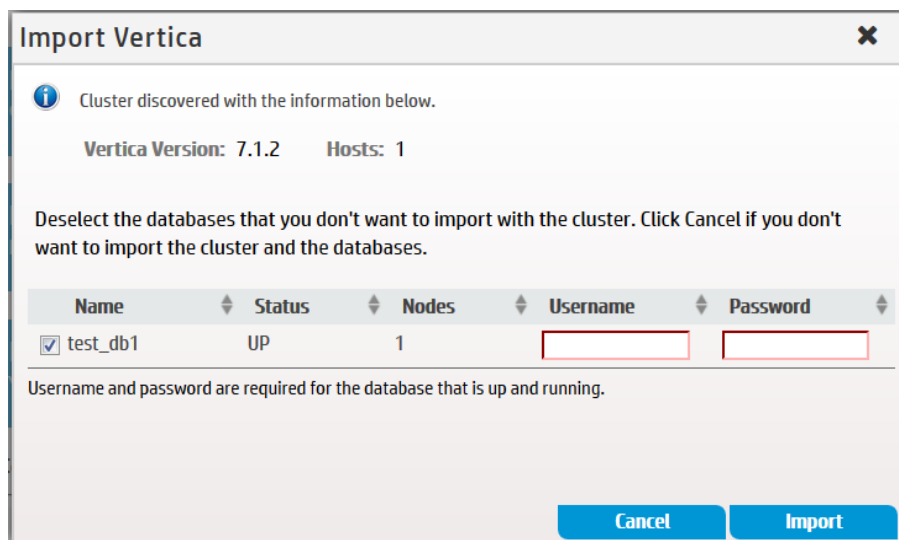 Import Vertica
Cluster discovered with the information below.
Vertica Version: 7.1.2 Hosts: 1
Deselect the databases that you don't want to import with the cluster. Click Cancel if you don't
want to import the cluster and the databases.
Name Status Nodes Username Password
test_db1 UP 1
Username and password are required for the database that is up and running.
Cancel Import